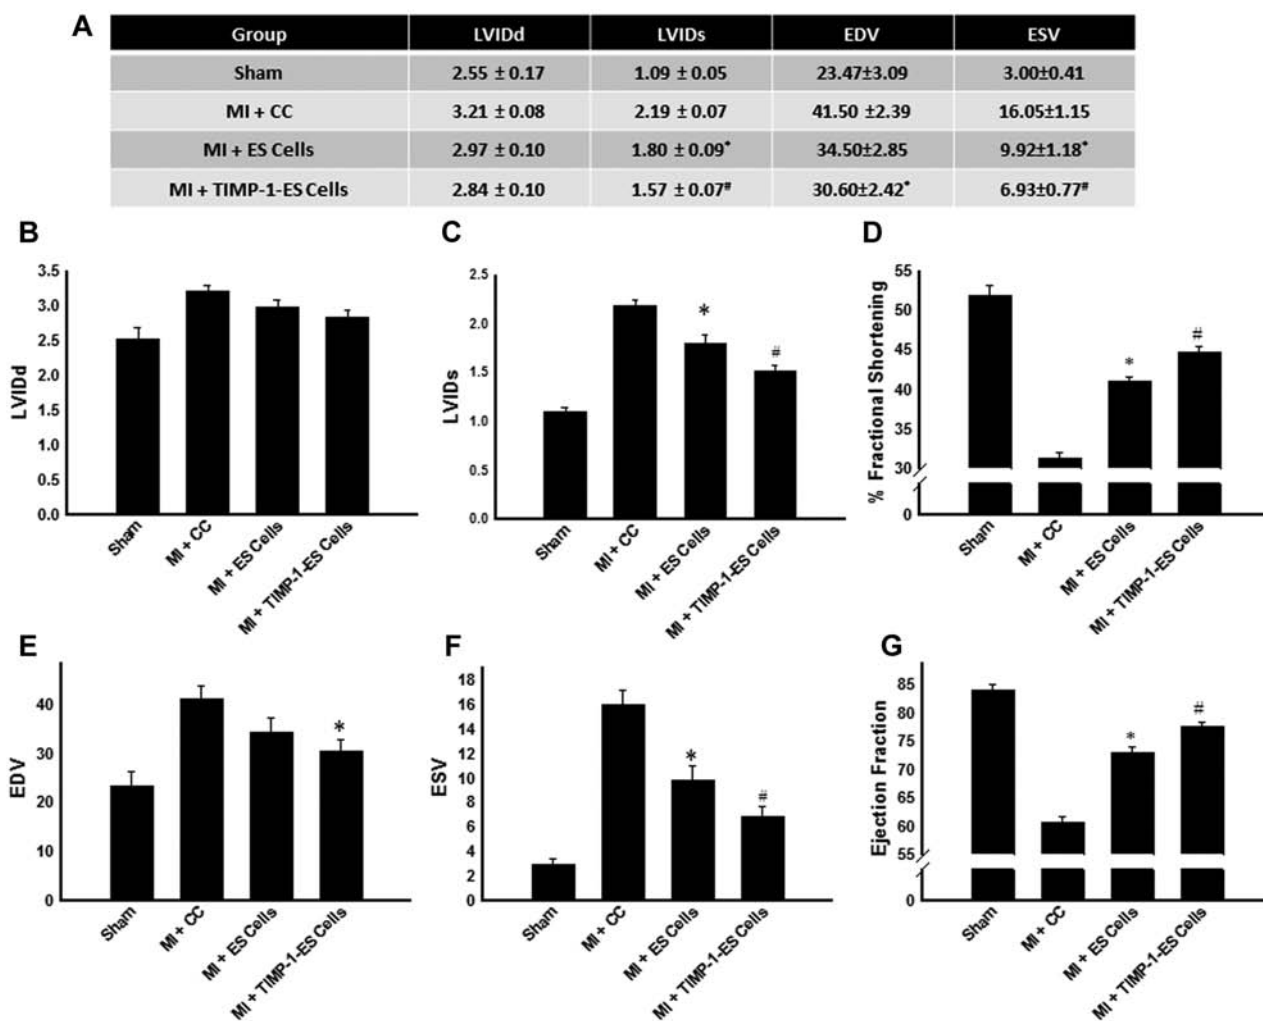 A
Group LVIDd LVIDs EDV ESV
Sham 2.55 ± 0.17 1.09 ± 0.05 23.47±3.09 3.00±0.41
MI + CC 3.21 ± 0.08 2.19 ± 0.07 41.50 ±2.39 16.05±1.15
MI + ES Cells 2.97 ± 0.10 1.80 ± 0.09* 34.50±2.85 9.92±1.18*
MI + TIMP-1-ES Cells 2.84 ± 0.10 1.57 ± 0.07# 30.60±2.42* 6.93±0.77#
B
LVIDd
3.5
3.0
2.5
2.0
1.5
1.0
0.5
0.0
Sham
MI + CC
MI + ES Cells
MI + TIMP-1-ES Cells
C
LVIDs
2.5
2.0
1.5
1.0
0.5
0.0
*
#
Sham
MI + CC
MI + ES Cells
MI + TIMP-1-ES Cells
D
% Fractional Shortening
55
50
45
40
35
30
0
*
#
Sham
MI + CC
MI + ES Cells
MI + TIMP-1-ES Cells
E
EDV
40
30
20
10
0
*
Sham
MI + CC
MI + ES Cells
MI + TIMP-1-ES Cells
F
ESV
18
16
14
12
10
8
6
4
2
0
*
#
Sham
MI + CC
MI + ES Cells
MI + TIMP-1-ES Cells
G
Ejection Fraction
85
80
75
70
65
60
55
0
*
#
Sham
MI + CC
MI + ES Cells
MI + TIMP-1-ES Cells